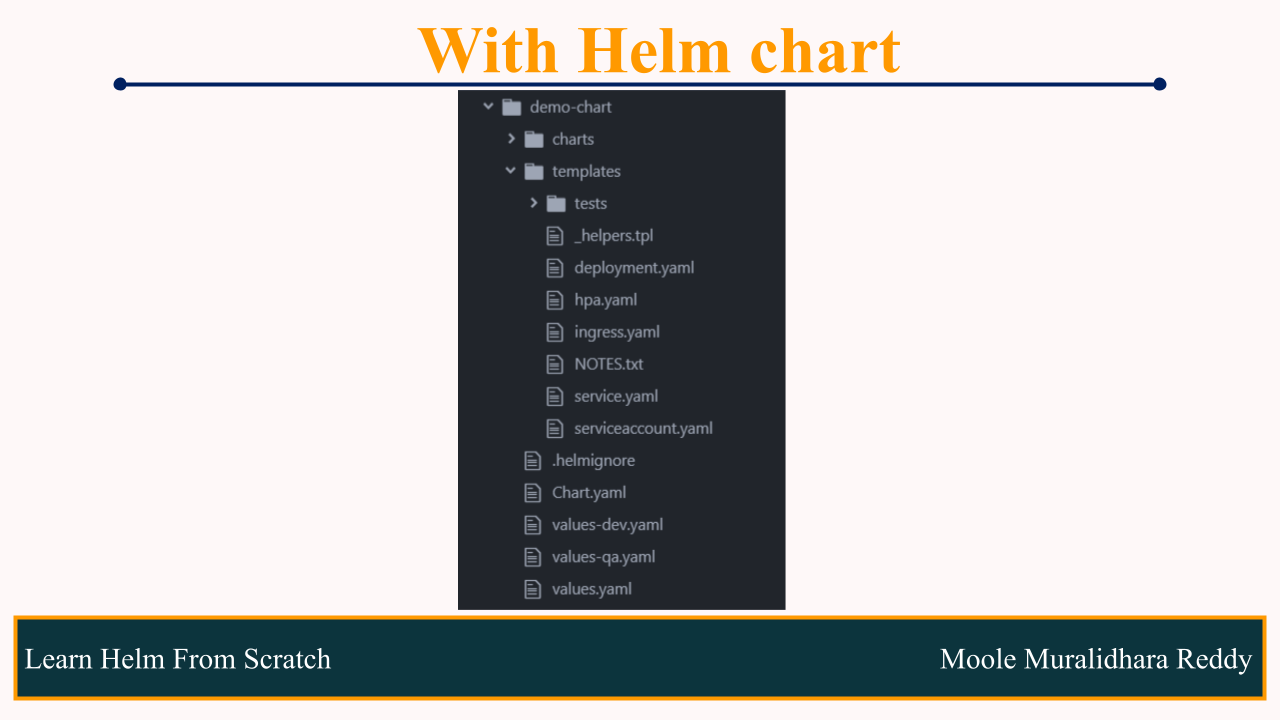 With Helm chart
demo-chart
charts
templates
tests
_helpers.tpl
deployment.yaml
hpa.yaml
ingress.yaml
NOTES.txt
service.yaml
serviceaccount.yaml
.helmignore
Chart.yaml
values-dev.yaml
values-qa.yaml
values.yaml
Learn Helm From Scratch
Moole Muralidhara Reddy